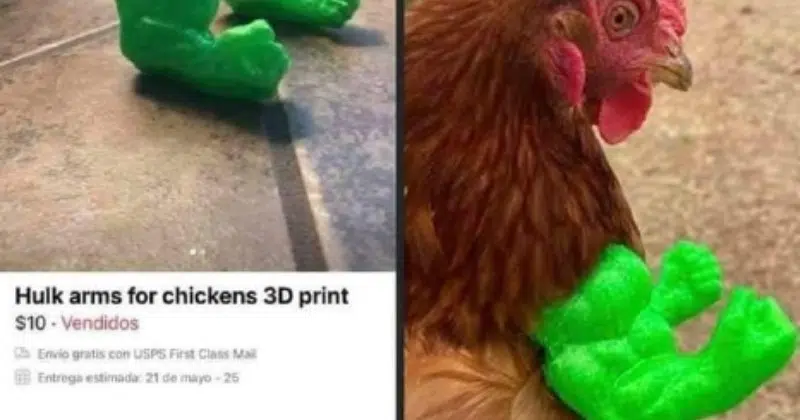 Hulk arms for chickens 3D print
$10 · Vendidos
Envío gratis con USPS First Class Mail
Entrega estimada: 21 de mayo - 25